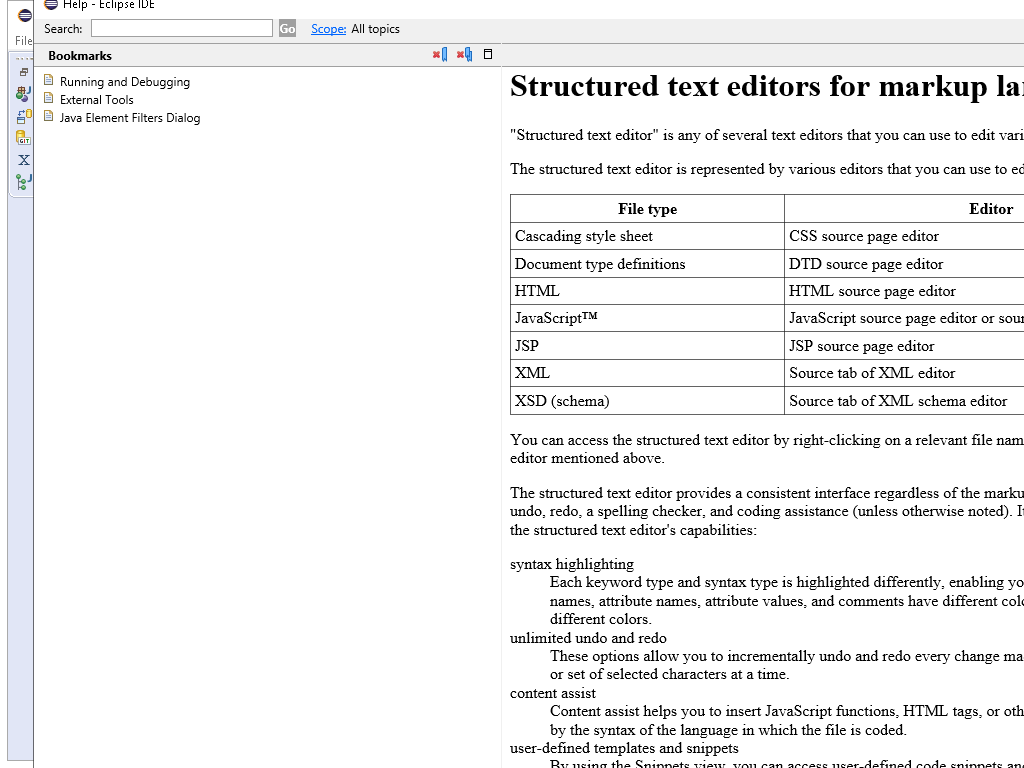 Help - Eclipse IDE
File
Search:
Go
Scope: All topics
Bookmarks
Running and Debugging
External Tools
Java Element Filters Dialog
GIT
X
Structured text editors for markup
"Structured text editor" is any of several text editors that you can use to edit
The structured text editor is represented by various editors that you can use to
File type Editor
Cascading style sheet CSS source page editor
Document type definitions DTD source page editor
HTML HTML source page editor
JavaScript™ JavaScript source page editor or
JSP JSP source page editor
XML Source tab of XML editor
XSD (schema) Source tab of XML schema editor
You can access the structured text editor by right-clicking on a relevant file
editor mentioned above.
The structured text editor provides a consistent interface regardless of the
undo, redo, a spelling checker, and coding assistance (unless otherwise noted).
the structured text editor's capabilities:
syntax highlighting
Each keyword type and syntax type is highlighted differently, enabling
names, attribute names, attribute values, and comments have different
different colors.
unlimited undo and redo
These options allow you to incrementally undo and redo every change
or set of selected characters at a time.
content assist
Content assist helps you to insert JavaScript functions, HTML tags, or
by the syntax of the language in which the file is coded.
user-defined templates and snippets
By using the Snippets view, you can access user-defined code snippets